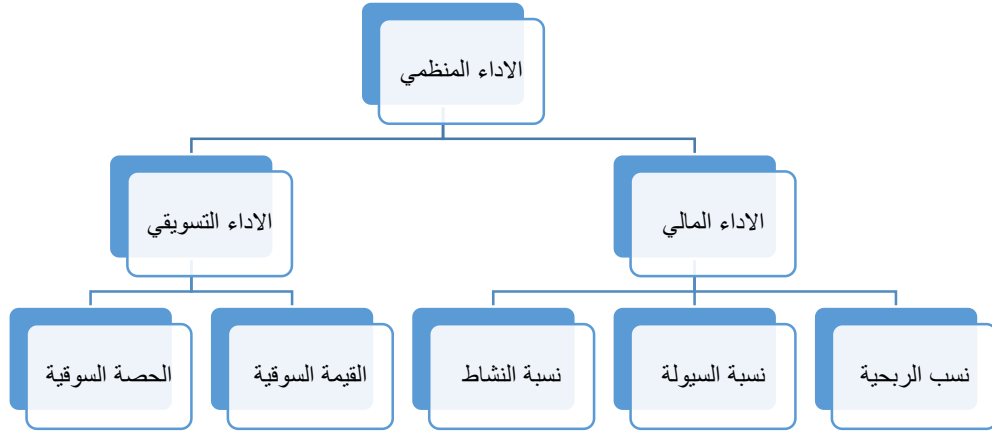 الاداء المنظمي
الاداء المالي
الاداء التسويقي
نسب الربحية
نسبة السيولة
نسبة النشاط
القيمة السوقية
الحصة السوقية